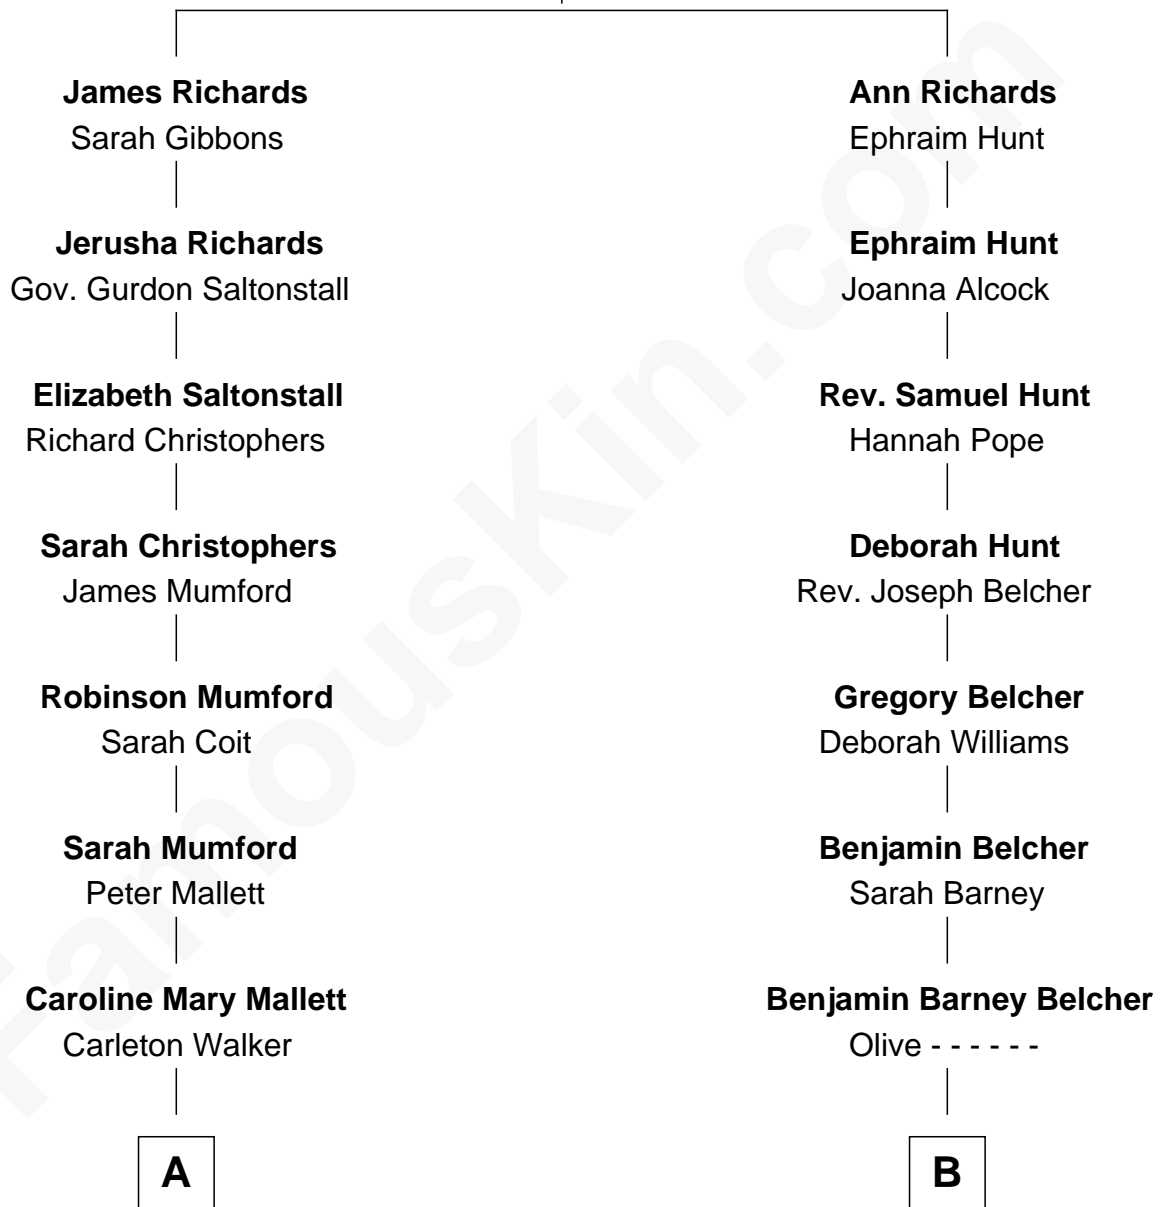 James Richards
Sarah Gibbons
Jerusha Richards
Gov. Gurdon Saltonstall
Elizabeth Saltonstall
Richard Christophers
Sarah Christophers
James Mumford
Robinson Mumford
Sarah Coit
Sarah Mumford
Peter Mallett
Caroline Mary Mallett
Carleton Walker
A
Ann Richards
Ephraim Hunt
Ephraim Hunt
Joanna Alcock
Rev. Samuel Hunt
Hannah Pope
Deborah Hunt
Rev. Joseph Belcher
Gregory Belcher
Deborah Williams
Benjamin Belcher
Sarah Barney
Benjamin Barney Belcher
Olive - - - - - -
B
FamousKin.com